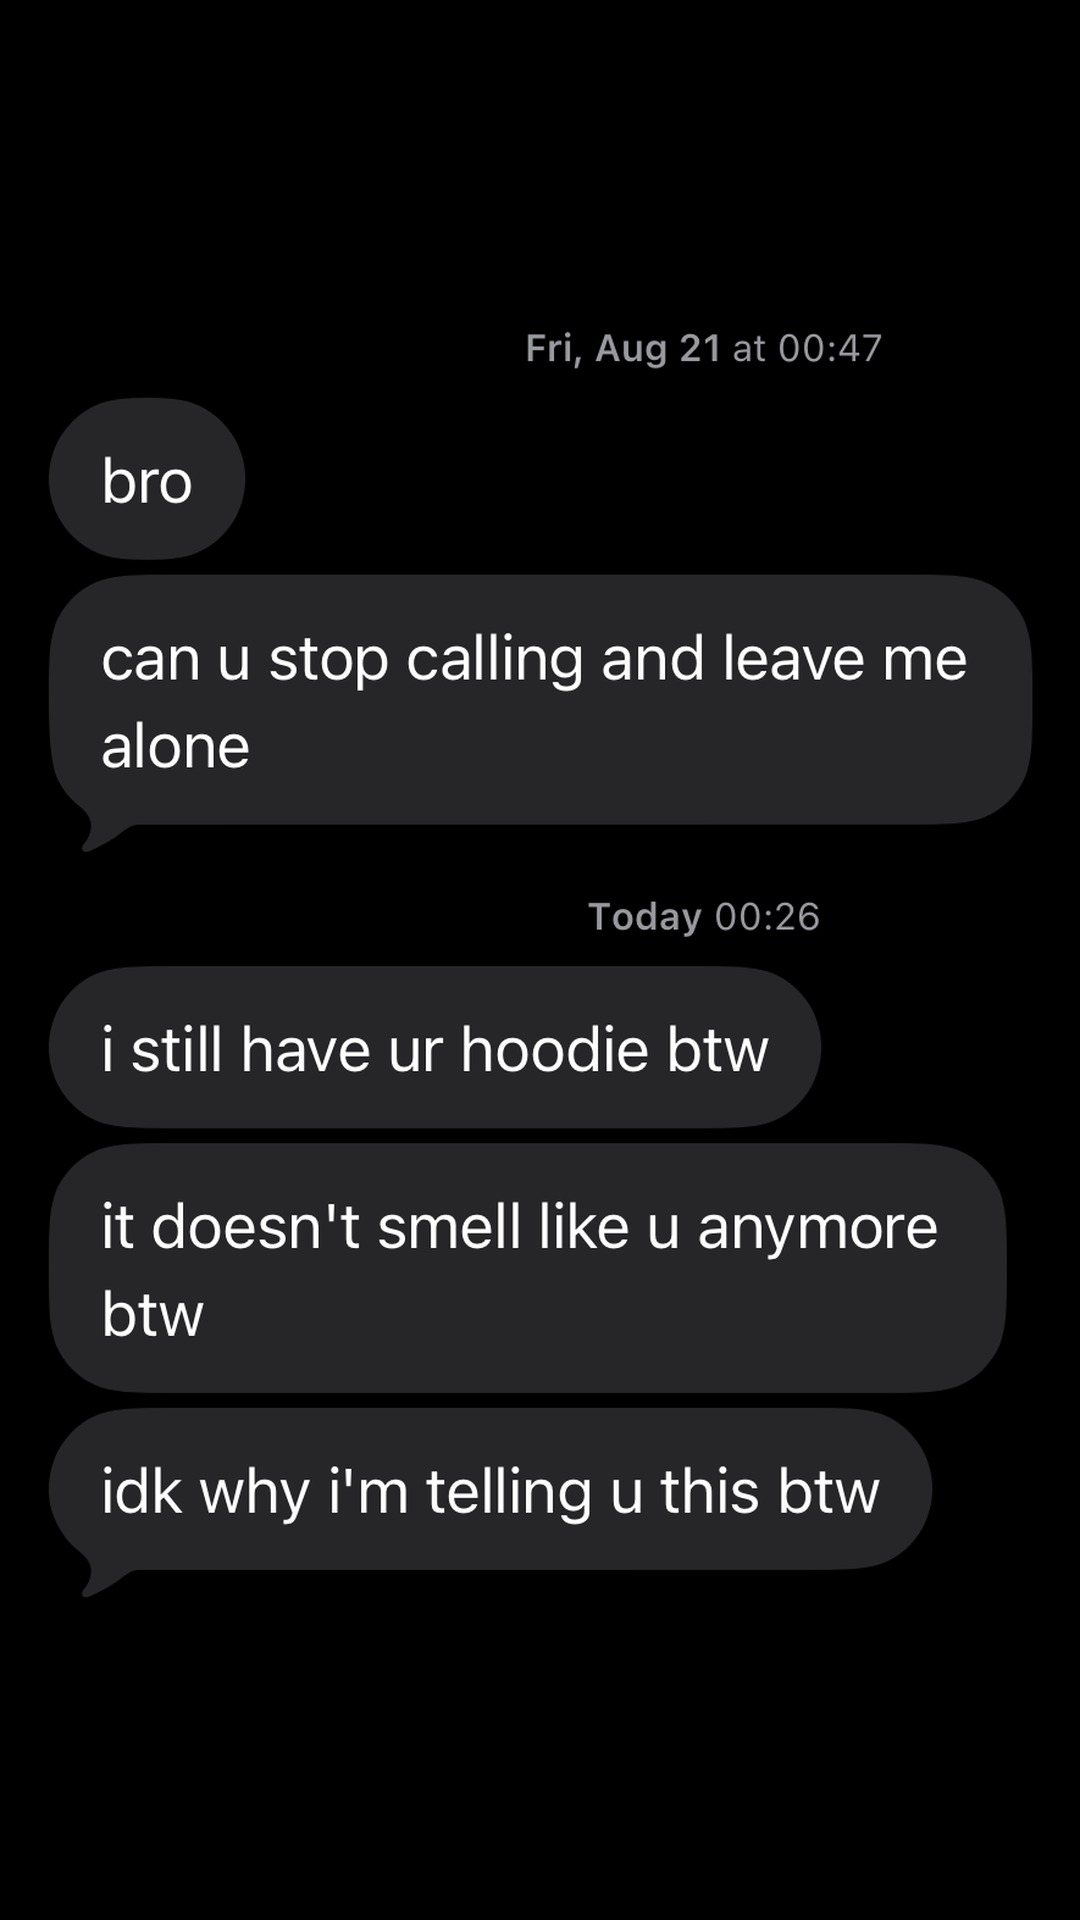 Fri, Aug 21 at 00:47
bro
can u stop calling and leave me
alone
Today 00:26
i still have ur hoodie btw
it doesn't smell like u anymore
btw
idk why i'm telling u this btw